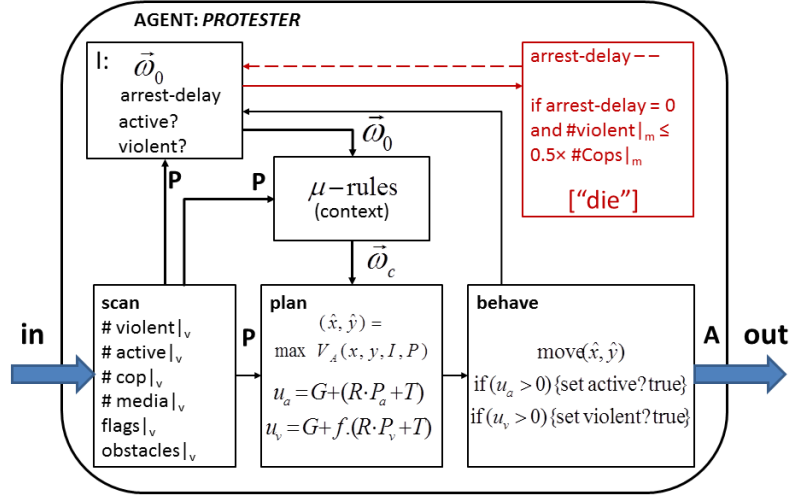 AGENT: PROTESTER
I:
ω⃗₀
arrest-delay
active?
violent?
arrest-delay – –
if arrest-delay = 0
and #violent|ₘ ≤
0.5× #Cops|ₘ
["die"]
ω⃗₀
P
P
μ–rules
(context)
ω⃗c
in
scan
# violent|ᵥ
# active|ᵥ
# cop|ᵥ
# media|ᵥ
flags|ᵥ
obstacles|ᵥ
P
plan
(x̂, ŷ) =
max V_A(x, y, I, P)
uₐ = G+(R·Pₐ+T)
uᵥ = G+f.(R·Pᵥ+T)
behave
move(x̂, ŷ)
if(uₐ > 0){set active?true}
if(uᵥ > 0){set violent?true}
A
out